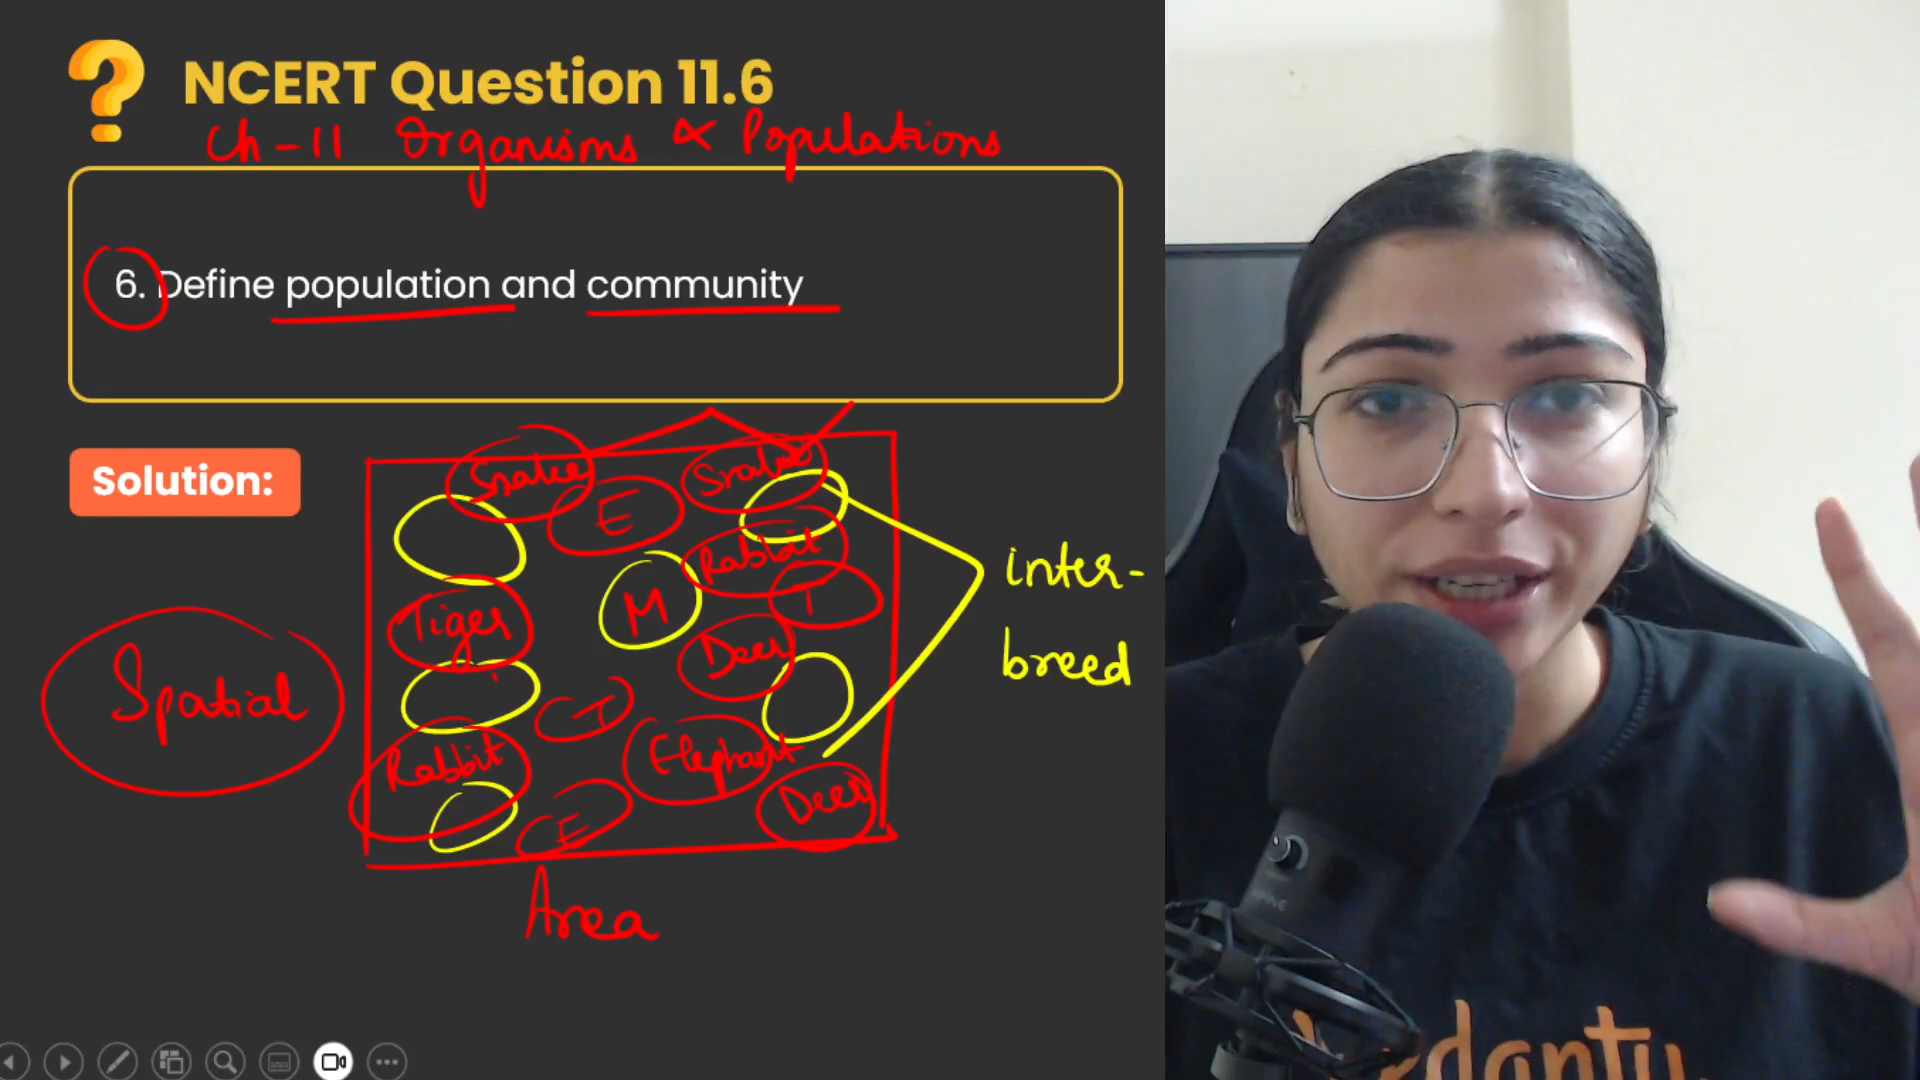 NCERT Question 11.6
Ch-11 Organisms & Populations
6. Define population and community
Solution:
Snake
E
Snake
Rabbit
Tiger
M
T
Deer
Spatial
T
Rabbit
Elephant
E
Deer
Area
inter-
breed